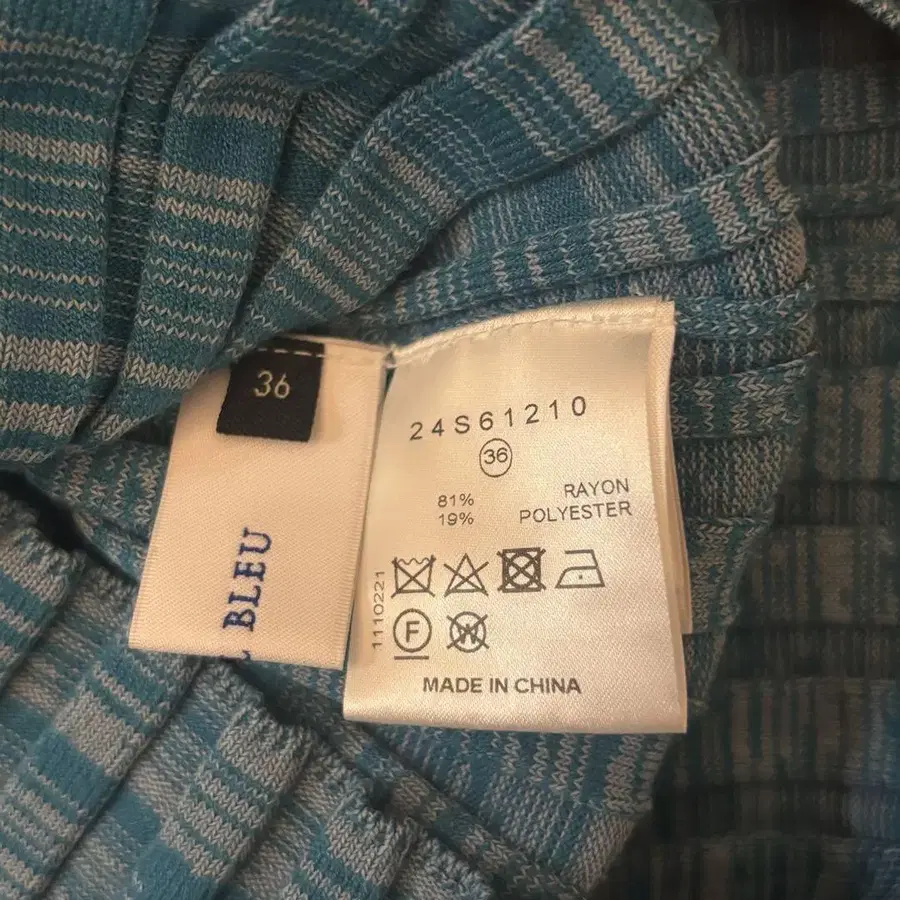 36
BLEU
24S61210
36
81% RAYON
19% POLYESTER
1110221
F
W
MADE IN CHINA